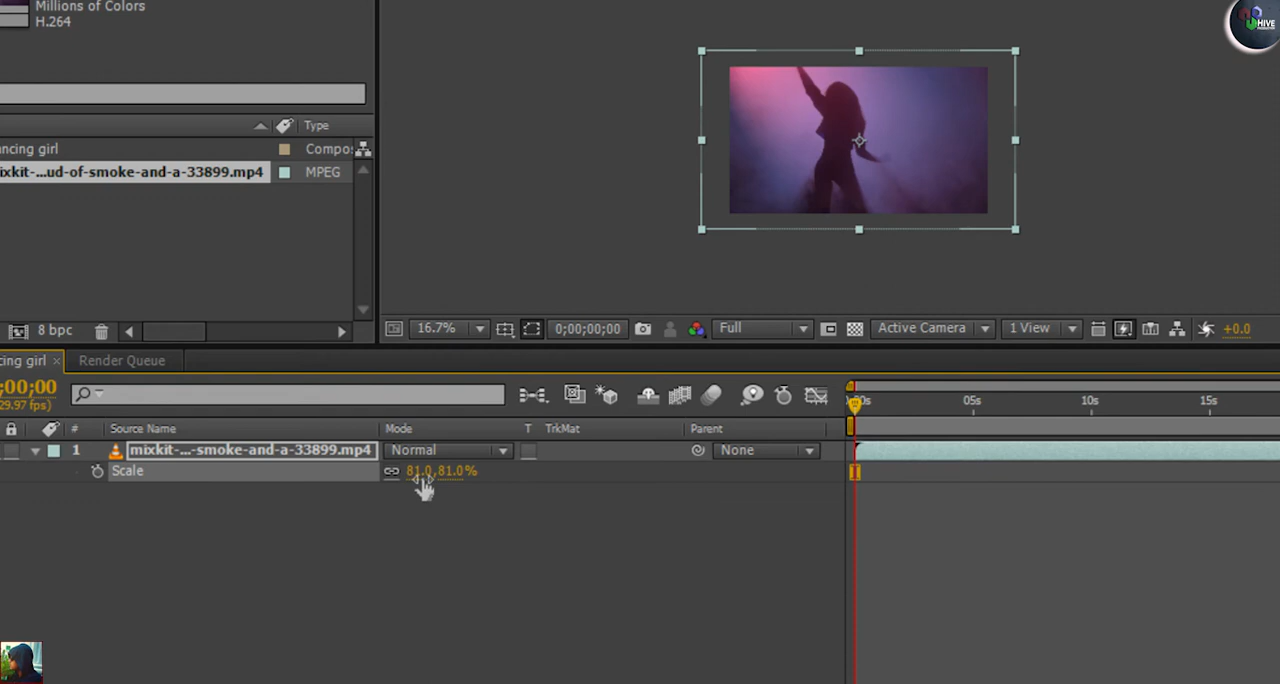 Millions of Colors
H.264
HIVE
Type
ncing girl
Compo
ixkit-...ud-of-smoke-and-a-33899.mp4
MPEG
8 bpc
16.7%
0;00;00;00
Full
Active Camera
1 View
+0.0
cing girl ×
Render Queue
;00;00
29.97 fps)
00s
05s
10s
15s
#
Source Name
Mode
T
TrkMat
Parent
1
mixkit-...-smoke-and-a-33899.mp4
Normal
None
Scale
81.0,81.0%